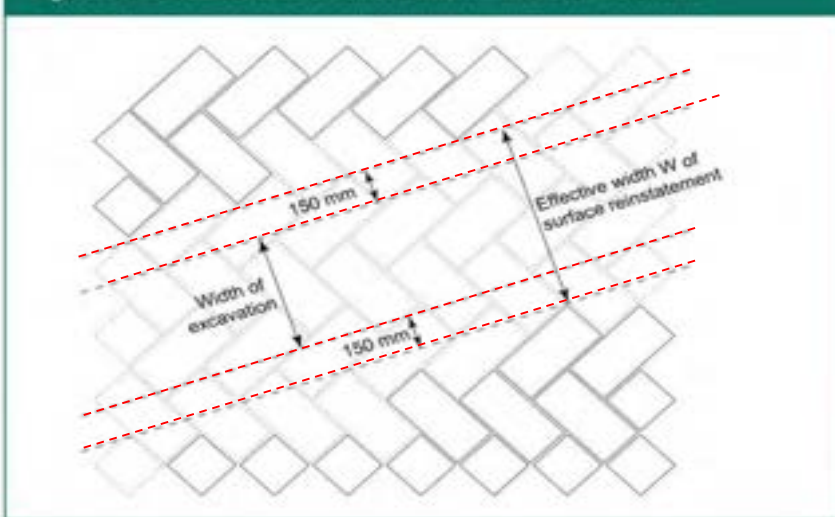 150 mm
Effective width W of
surface reinstatement
Width of
excavation
150 mm